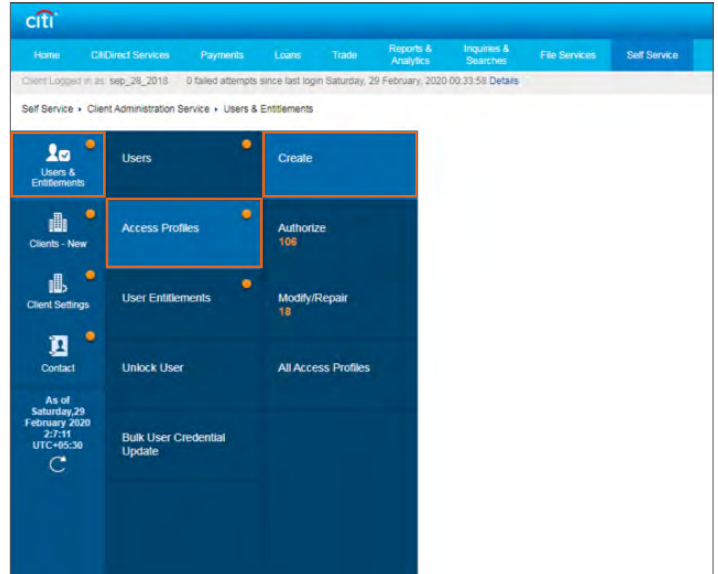 citi
Home CitiDirect Services Payments Loans Trade Reports & Analytics Inquiries & Searches File Services Self Service
Client Logged in as: sep_28_2018 0 failed attempts since last login Saturday, 29 February, 2020 00:33:58 Details
Self Service ▸ Client Administration Service ▸ Users & Entitlements
Users &
Entitlements
Users
Create
Clients - New
Access Profiles
Authorize
106
Client Settings
User Entitlements
Modify/Repair
18
Contact
Unlock User
All Access Profiles
As of
Saturday,29
February 2020
2:7:11
UTC+05:30
Bulk User Credential
Update